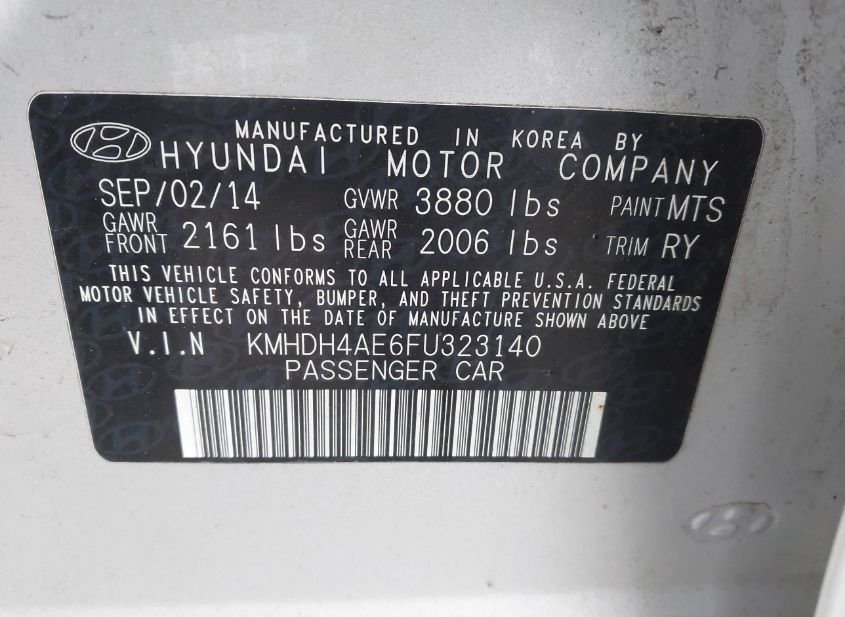 MANUFACTURED IN KOREA BY
HYUNDAI MOTOR COMPANY
SEP/02/14 GVWR 3880 lbs PAINT MTS
GAWR FRONT 2161 lbs GAWR REAR 2006 lbs TRIM RY
THIS VEHICLE CONFORMS TO ALL APPLICABLE U.S.A. FEDERAL
MOTOR VEHICLE SAFETY, BUMPER, AND THEFT PREVENTION STANDARDS
IN EFFECT ON THE DATE OF MANUFACTURE SHOWN ABOVE
V.I.N KMHDH4AE6FU323140
PASSENGER CAR